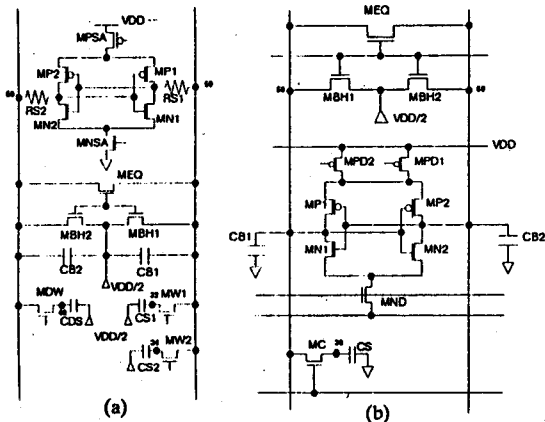 VDD
MPSA
MP2
MP1
RS2
RS1
MN2
MN1
MNSA
MEQ
MBH2
MBH1
CB2
CB1
VDD/2
MDW
CDS
VDD/2
CS1
MW1
CS2
MW2
(a)
MEQ
MBH1
MBH2
VDD/2
VDD
MPD2
MPD1
MP1
MP2
CB1
MN1
MN2
CB2
MND
MC
CS
(b)